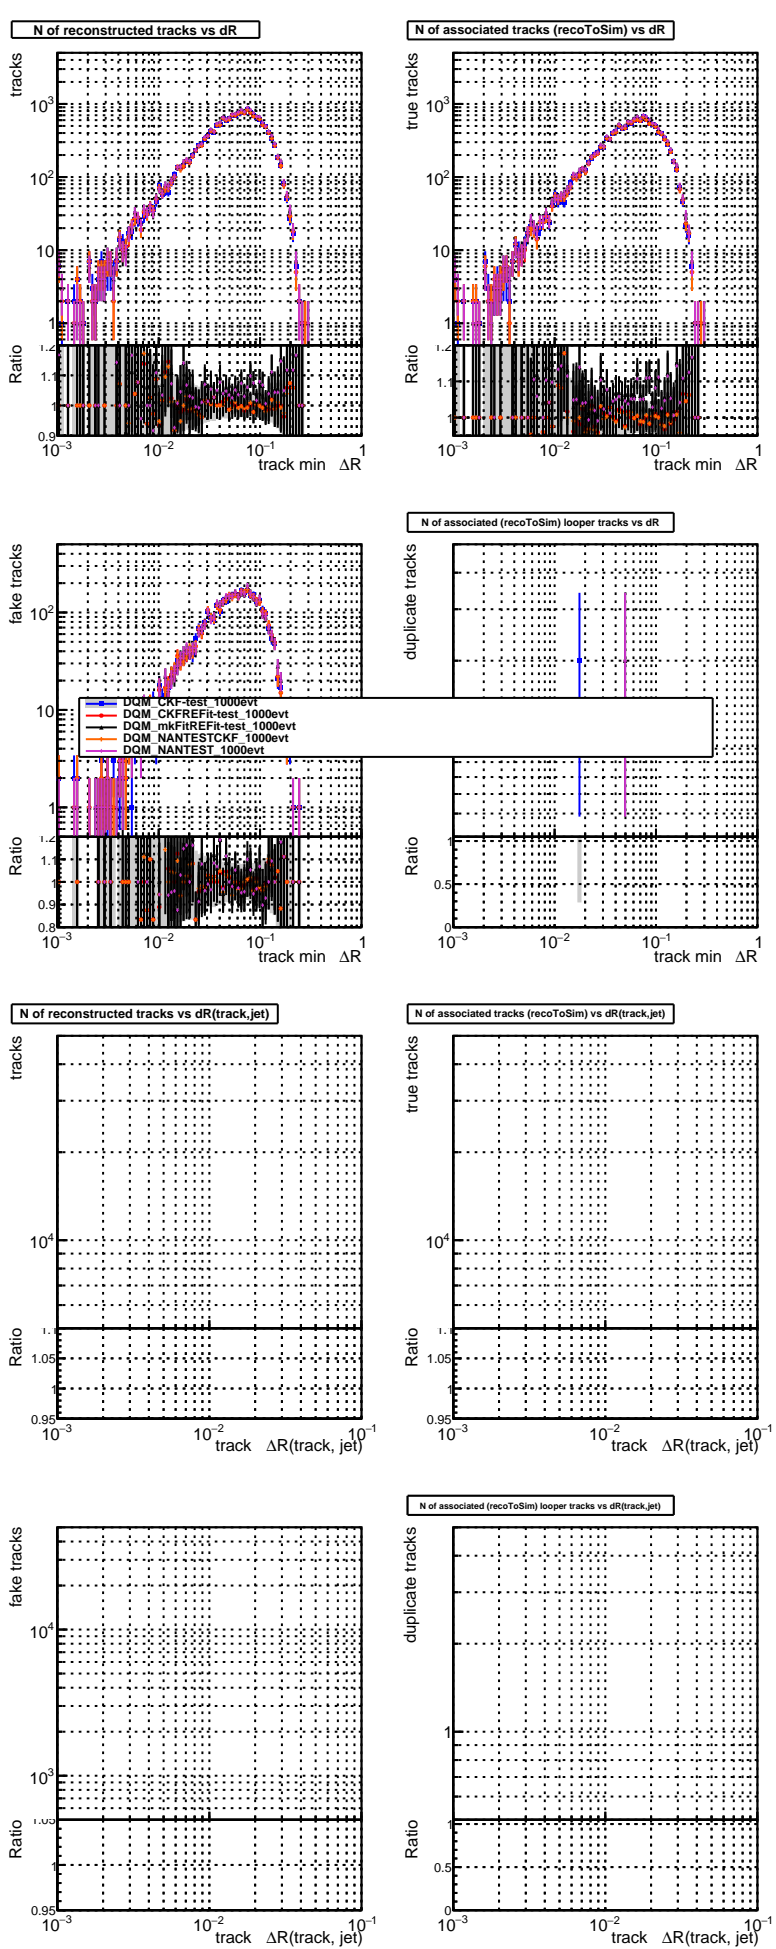 N of reconstructed tracks vs dR
N of associated tracks (recoToSim) vs dR
tracks
10³
10²
10
1
true tracks
10³
10²
10
1
Ratio
1.2
1.1
1
0.9
10⁻³
10⁻²
10⁻¹
1
track min ΔR
Ratio
1.2
1.1
1
10⁻³
10⁻²
10⁻¹
1
track min ΔR
N of associated (recoToSim) looper tracks vs dR
fake tracks
10²
10
1
duplicate tracks
DQM_CKF-test_1000evt
DQM_CKFREFit-test_1000evt
DQM_mkFitREFit-test_1000evt
DQM_NANTESTCKF_1000evt
DQM_NANTEST_1000evt
Ratio
1.2
1.1
1
0.9
0.8
10⁻³
10⁻²
10⁻¹
1
track min ΔR
Ratio
1
0.5
0
10⁻³
10⁻²
10⁻¹
1
track min ΔR
N of reconstructed tracks vs dR(track,jet)
N of associated tracks (recoToSim) vs dR(track,jet)
tracks
10⁴
true tracks
10⁴
Ratio
1.1
1.05
1
0.95
10⁻³
10⁻²
10⁻¹
track ΔR(track, jet)
Ratio
1.1
1.05
1
0.95
10⁻³
10⁻²
10⁻¹
track ΔR(track, jet)
N of associated (recoToSim) looper tracks vs dR(track,jet)
fake tracks
10⁴
10³
duplicate tracks
1
Ratio
1.05
1
0.95
10⁻³
10⁻²
10⁻¹
track ΔR(track, jet)
Ratio
1
0.5
0
10⁻³
10⁻²
10⁻¹
track ΔR(track, jet)